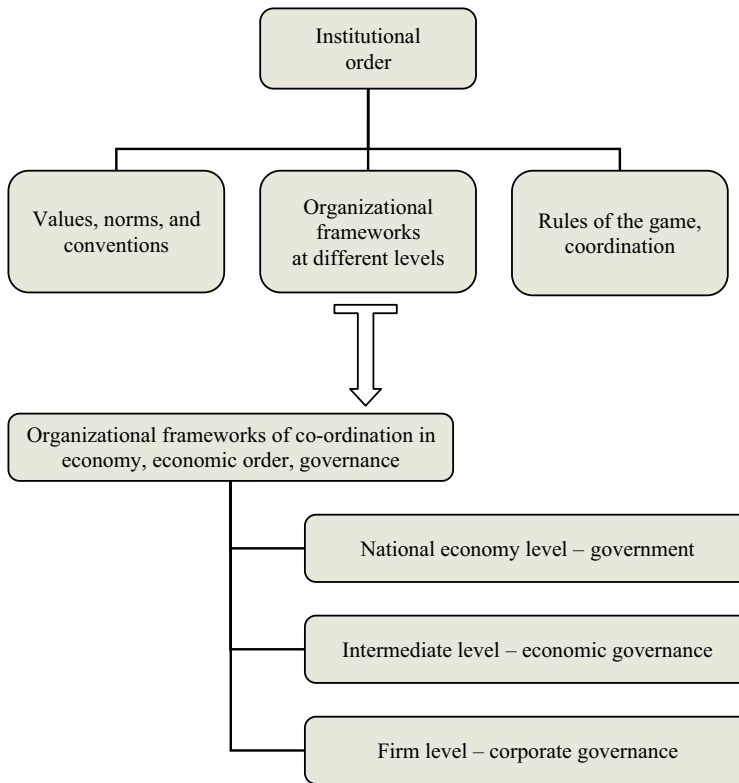 Institutional
order
Values, norms, and
conventions
Organizational
frameworks
at different levels
Rules of the game,
coordination
Organizational frameworks of co-ordination in
economy, economic order, governance
National economy level – government
Intermediate level – economic governance
Firm level – corporate governance